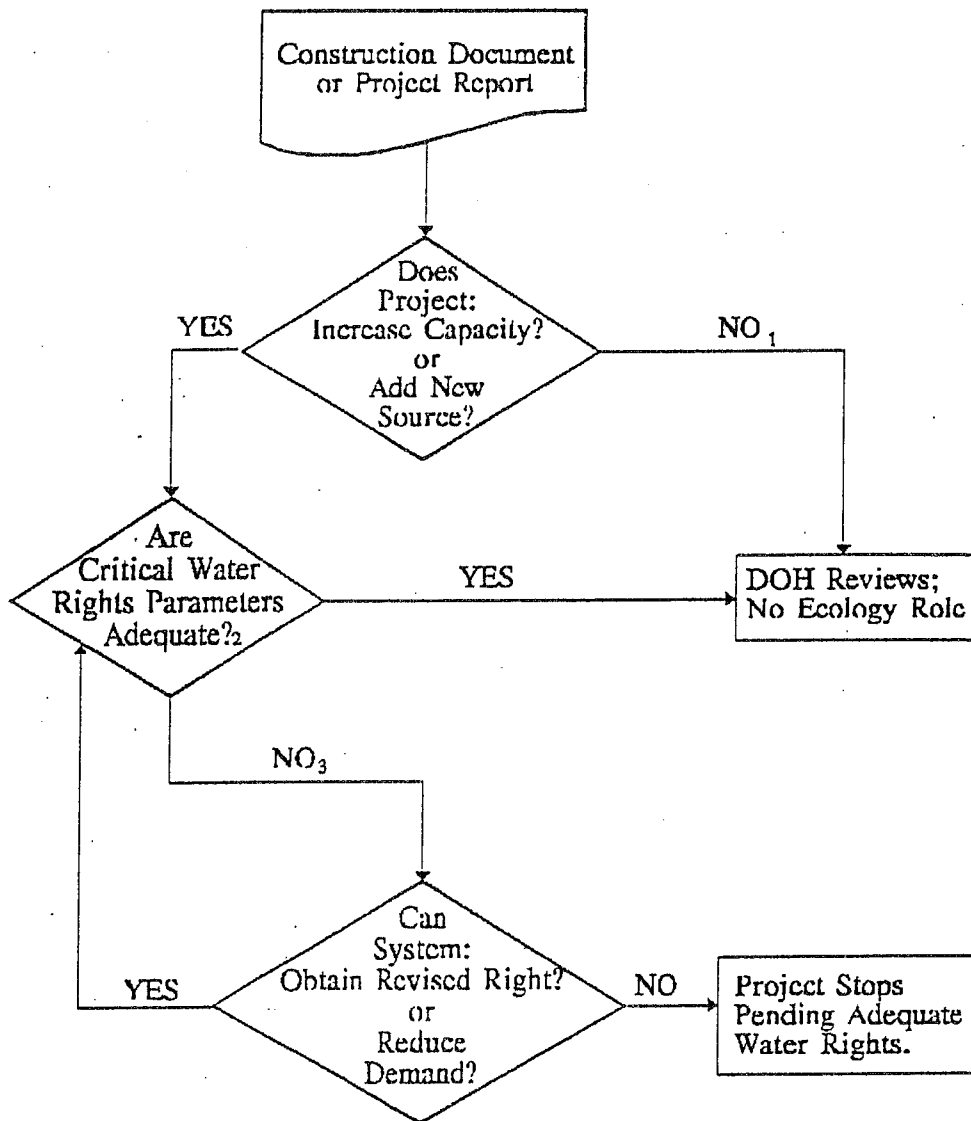 Construction Document
or Project Report
Does
Project:
Increase Capacity?
or
Add New
Source?
YES
NO₁
Are
Critical Water
Rights Parameters
Adequate?₂
YES
DOH Reviews;
No Ecology Role
NO₃
Can
System:
Obtain Revised Right?
or
Reduce
Demand?
YES
NO
Project Stops
Pending Adequate
Water Rights.